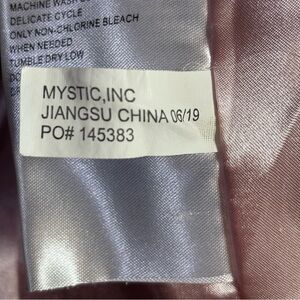 MACHINE WASH
DELICATE CYCLE
ONLY NON-CHLORINE BLEACH
WHEN NEEDED
TUMBLE DRY LOW
MYSTIC,INC
JIANGSU CHINA 06/19
PO# 145383